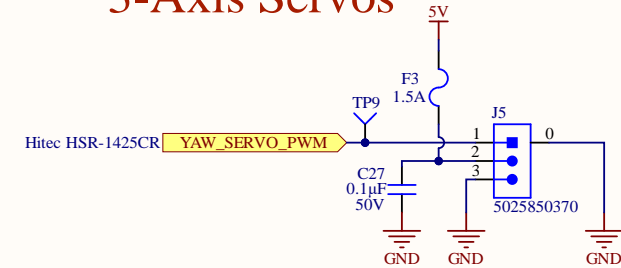 3-Axis Servos
5V
F3
1.5A
TP9
J5
Hitec HSR-1425CR
YAW_SERVO_PWM
1
0
2
3
C27
0.1µF
50V
5025850370
GND
GND
GND